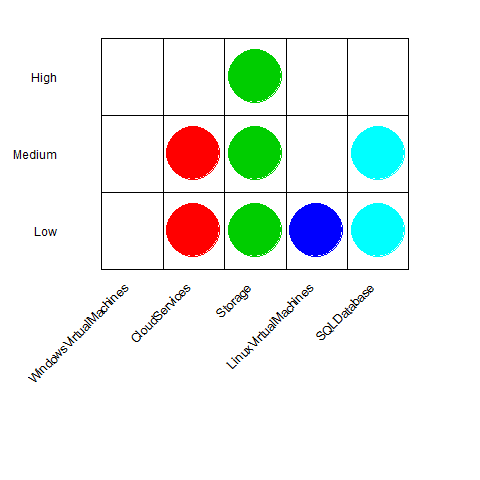 High
Medium
Low
WindowsVirtualMachines
CloudServices
Storage
LinuxVirtualMachines
SQLDatabase